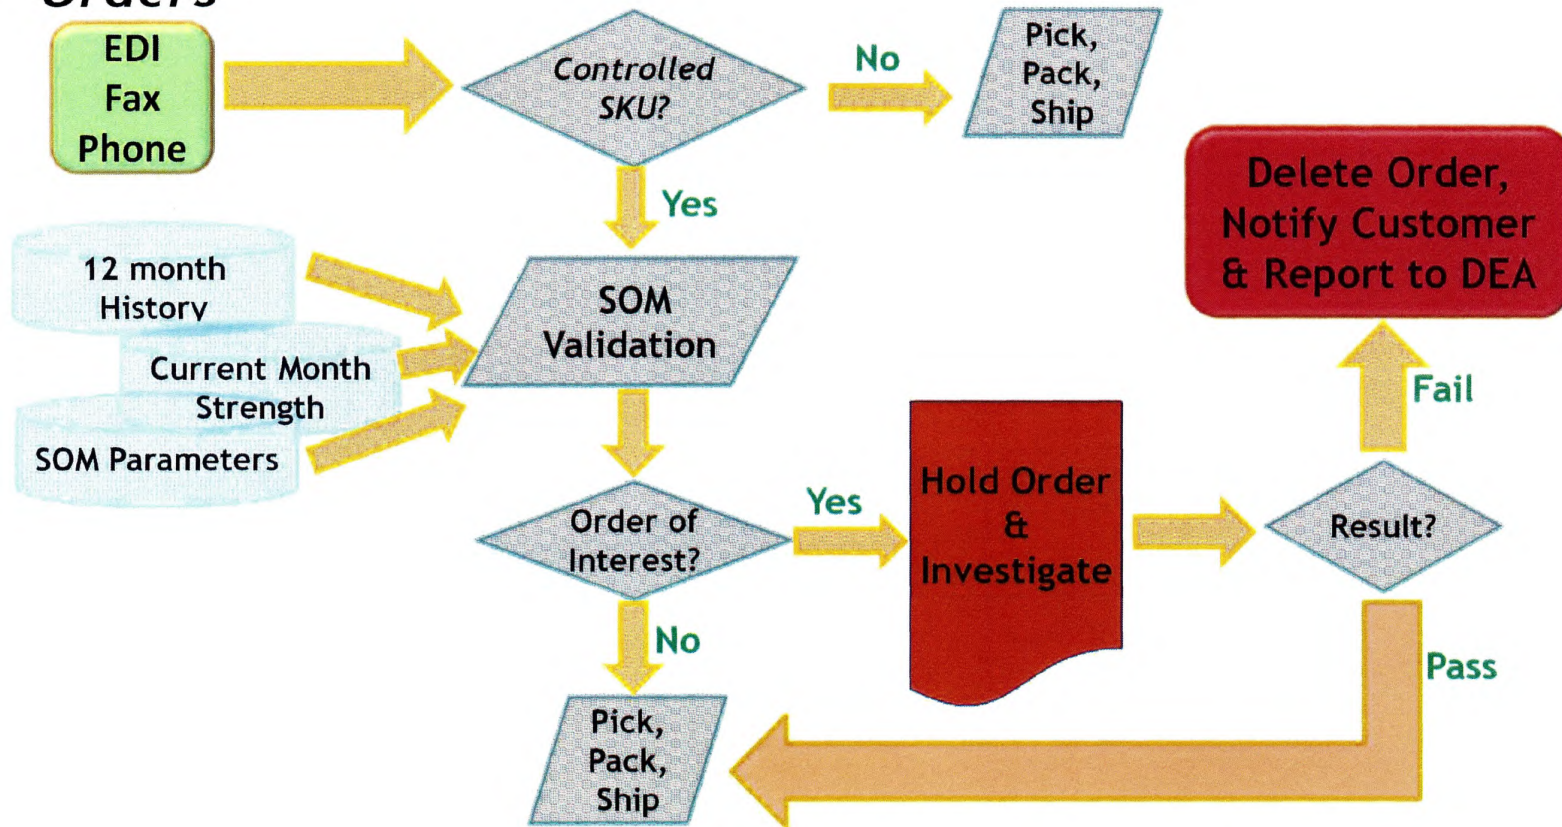 Orders
EDI
Fax
Phone
Controlled
SKU?
No
Pick,
Pack,
Ship
Yes
Delete Order,
Notify Customer
& Report to DEA
12 month
History
SOM
Validation
Current Month
Strength
SOM Parameters
Fail
Order of
Interest?
Yes
Hold Order
&
Investigate
Result?
No
Pass
Pick,
Pack,
Ship